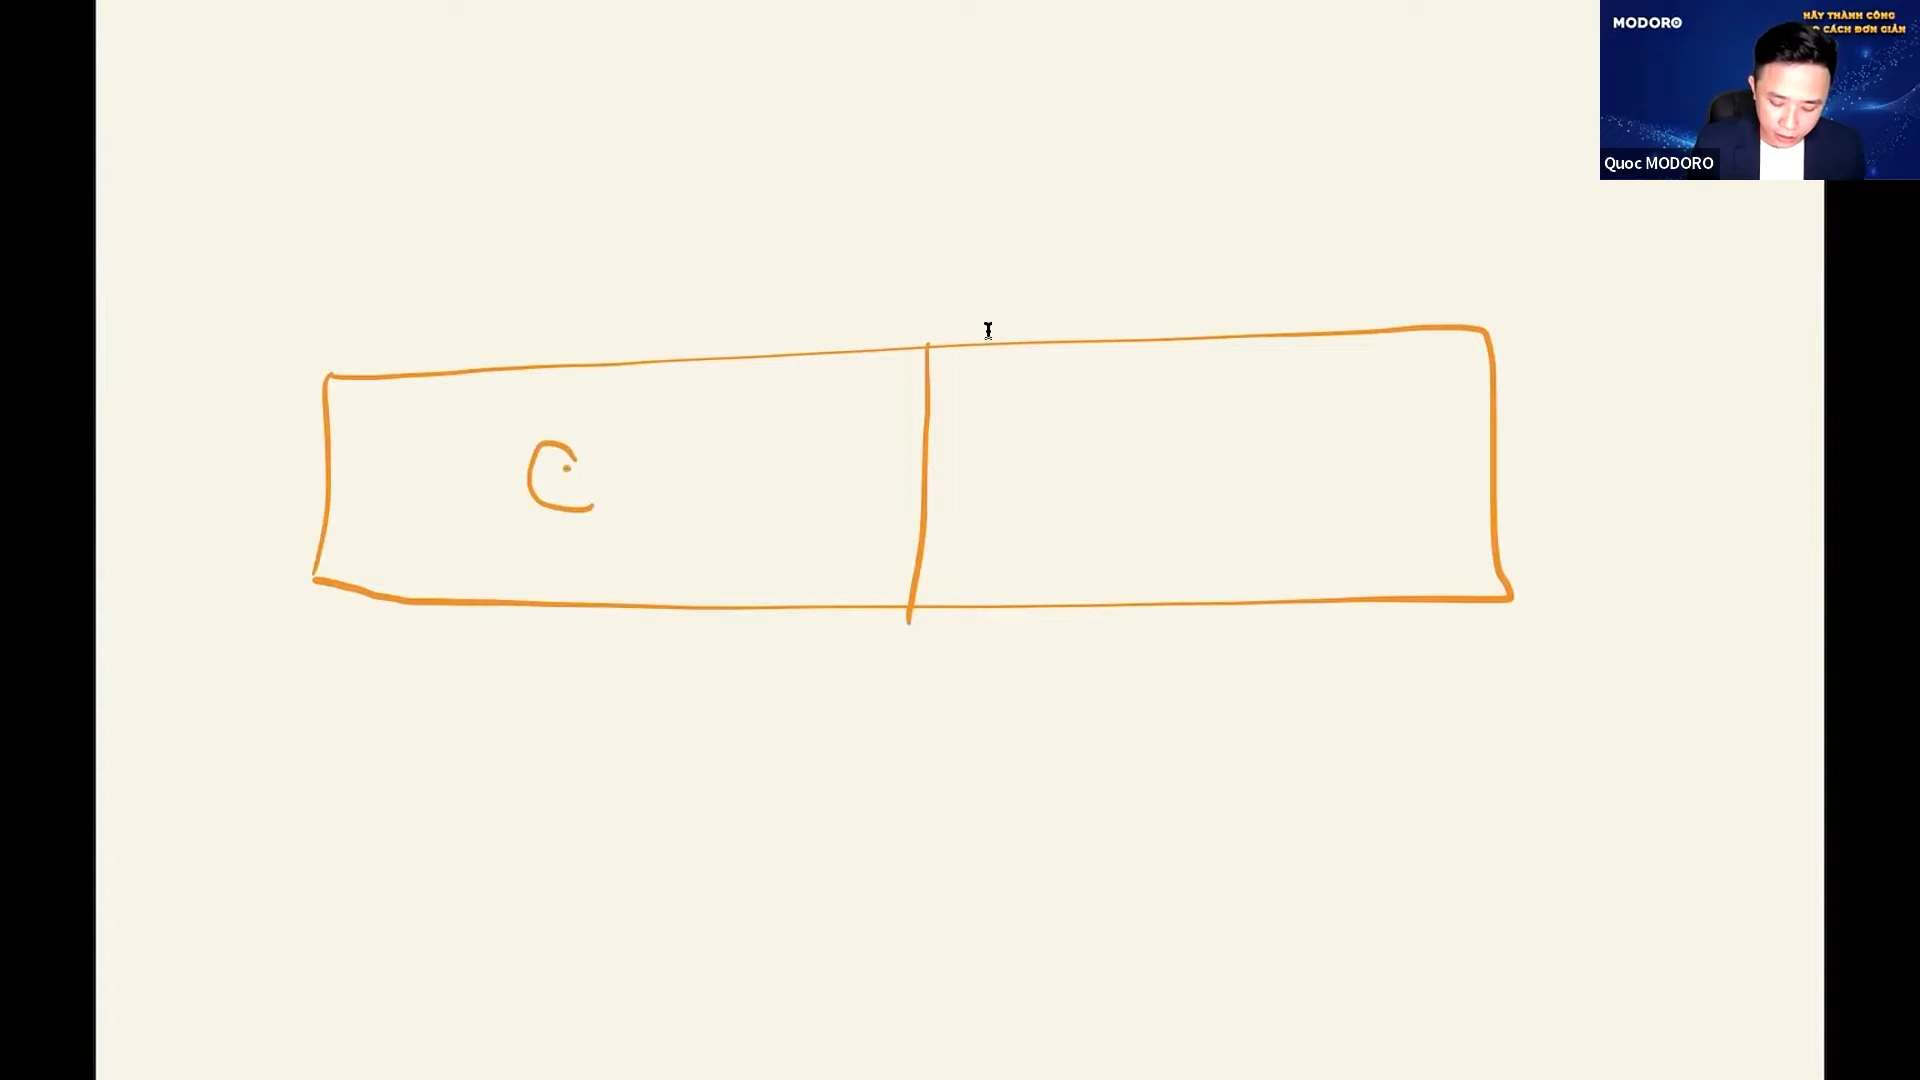 MODORO
HÃY THÀNH CÔNG
CÁCH ĐƠN GIẢN
Quoc MODORO
C